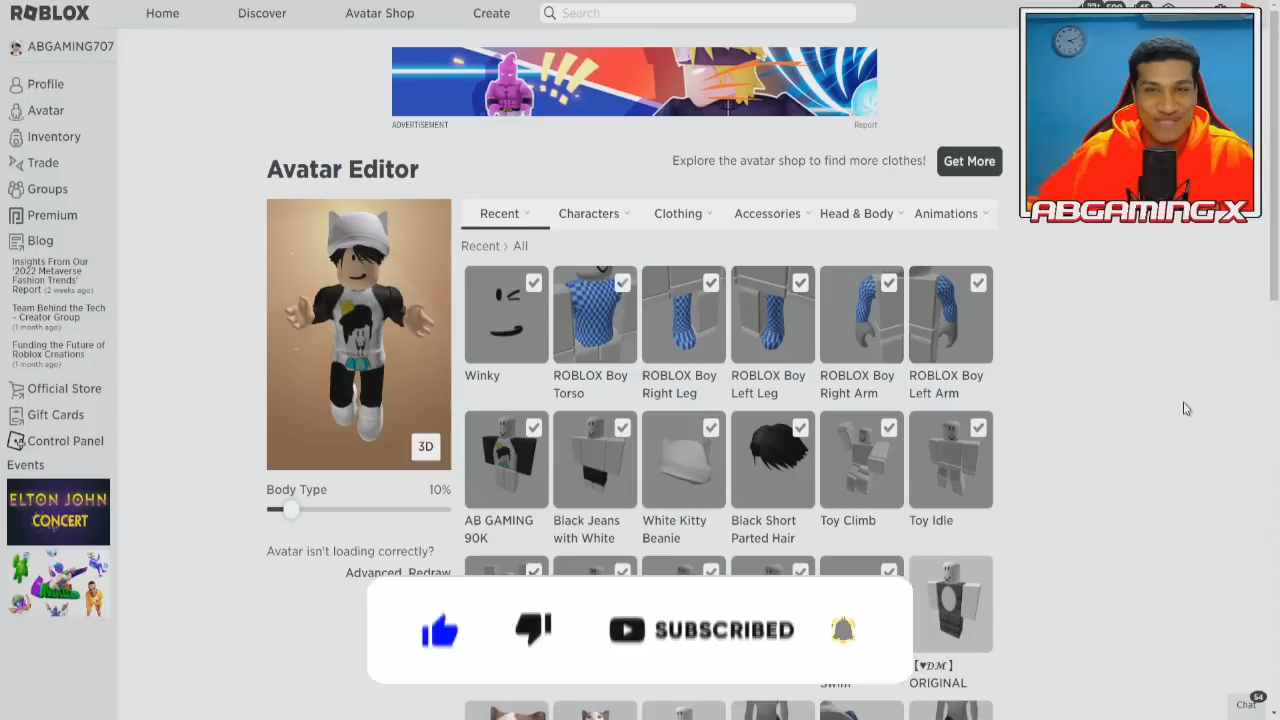 ROBLOX
Home
Discover
Avatar Shop
Create
Search
ABGAMING707
Profile
Avatar
Inventory
Trade
Groups
Premium
Blog
Insights From Our
'2022 Metaverse
Fashion Trends'
Report (2 weeks ago)
Team Behind the Tech
- Creator Group
(1 month ago)
Funding the Future of
Roblox Creations
(1 month ago)
Official Store
Gift Cards
Control Panel
Events
ELTON JOHN
CONCERT
!!!
ADVERTISEMENT
Report
Avatar Editor
Explore the avatar shop to find more clothes!
Get More
3D
Body Type
10%
Avatar isn't loading correctly?
Advanced
Redraw
Recent
Characters
Clothing
Accessories
Head & Body
Animations
Recent > All
Winky
ROBLOX Boy
Torso
ROBLOX Boy
Right Leg
ROBLOX Boy
Left Leg
ROBLOX Boy
Right Arm
ROBLOX Boy
Left Arm
AB GAMING
90K
Black Jeans
with White
White Kitty
Beanie
Black Short
Parted Hair
Toy Climb
Toy Idle
【♥𝑫𝑴】
ORIGINAL
SUBSCRIBED
ABGAMING X
Chat
54